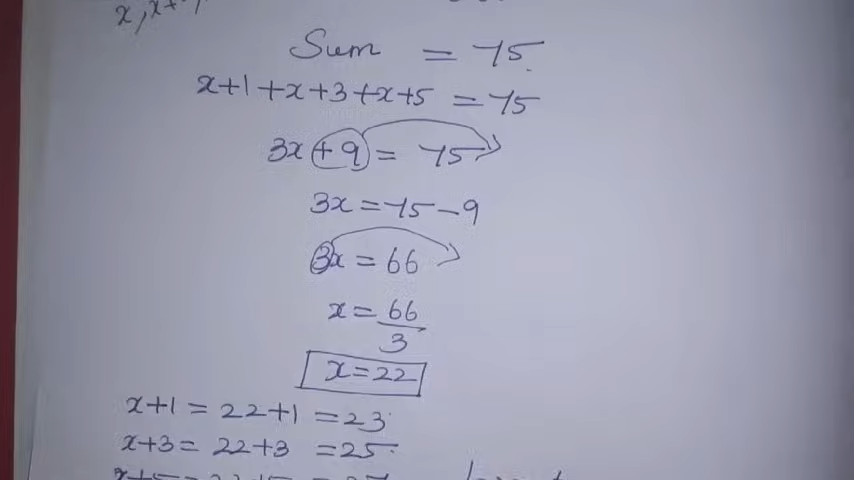 x, x+
Sum = 75
x+1+x+3+x+5 = 75
3x+9 = 75
3x = 75-9
3x = 66
x = 66/3
x = 22
x+1 = 22+1 = 23
x+3 = 22+3 = 25